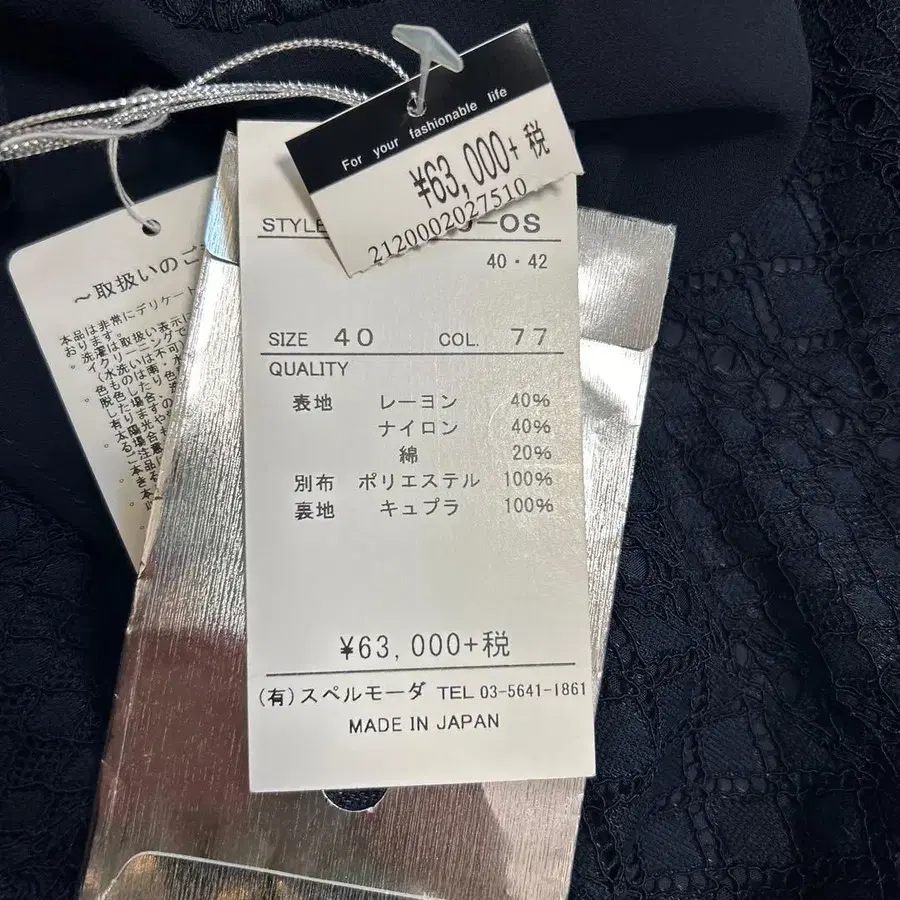 For your fashionable life
¥63,000+ 税
2120002027510
STYLE
-OS
40・42
SIZE 40 COL. 77
QUALITY
表地 レーヨン 40%
ナイロン 40%
綿 20%
別布 ポリエステル 100%
裏地 キュプラ 100%
¥63,000+税
(有)スペルモーダ TEL 03-5641-1861
MADE IN JAPAN
～取扱いのご
本品は非常にデリケート